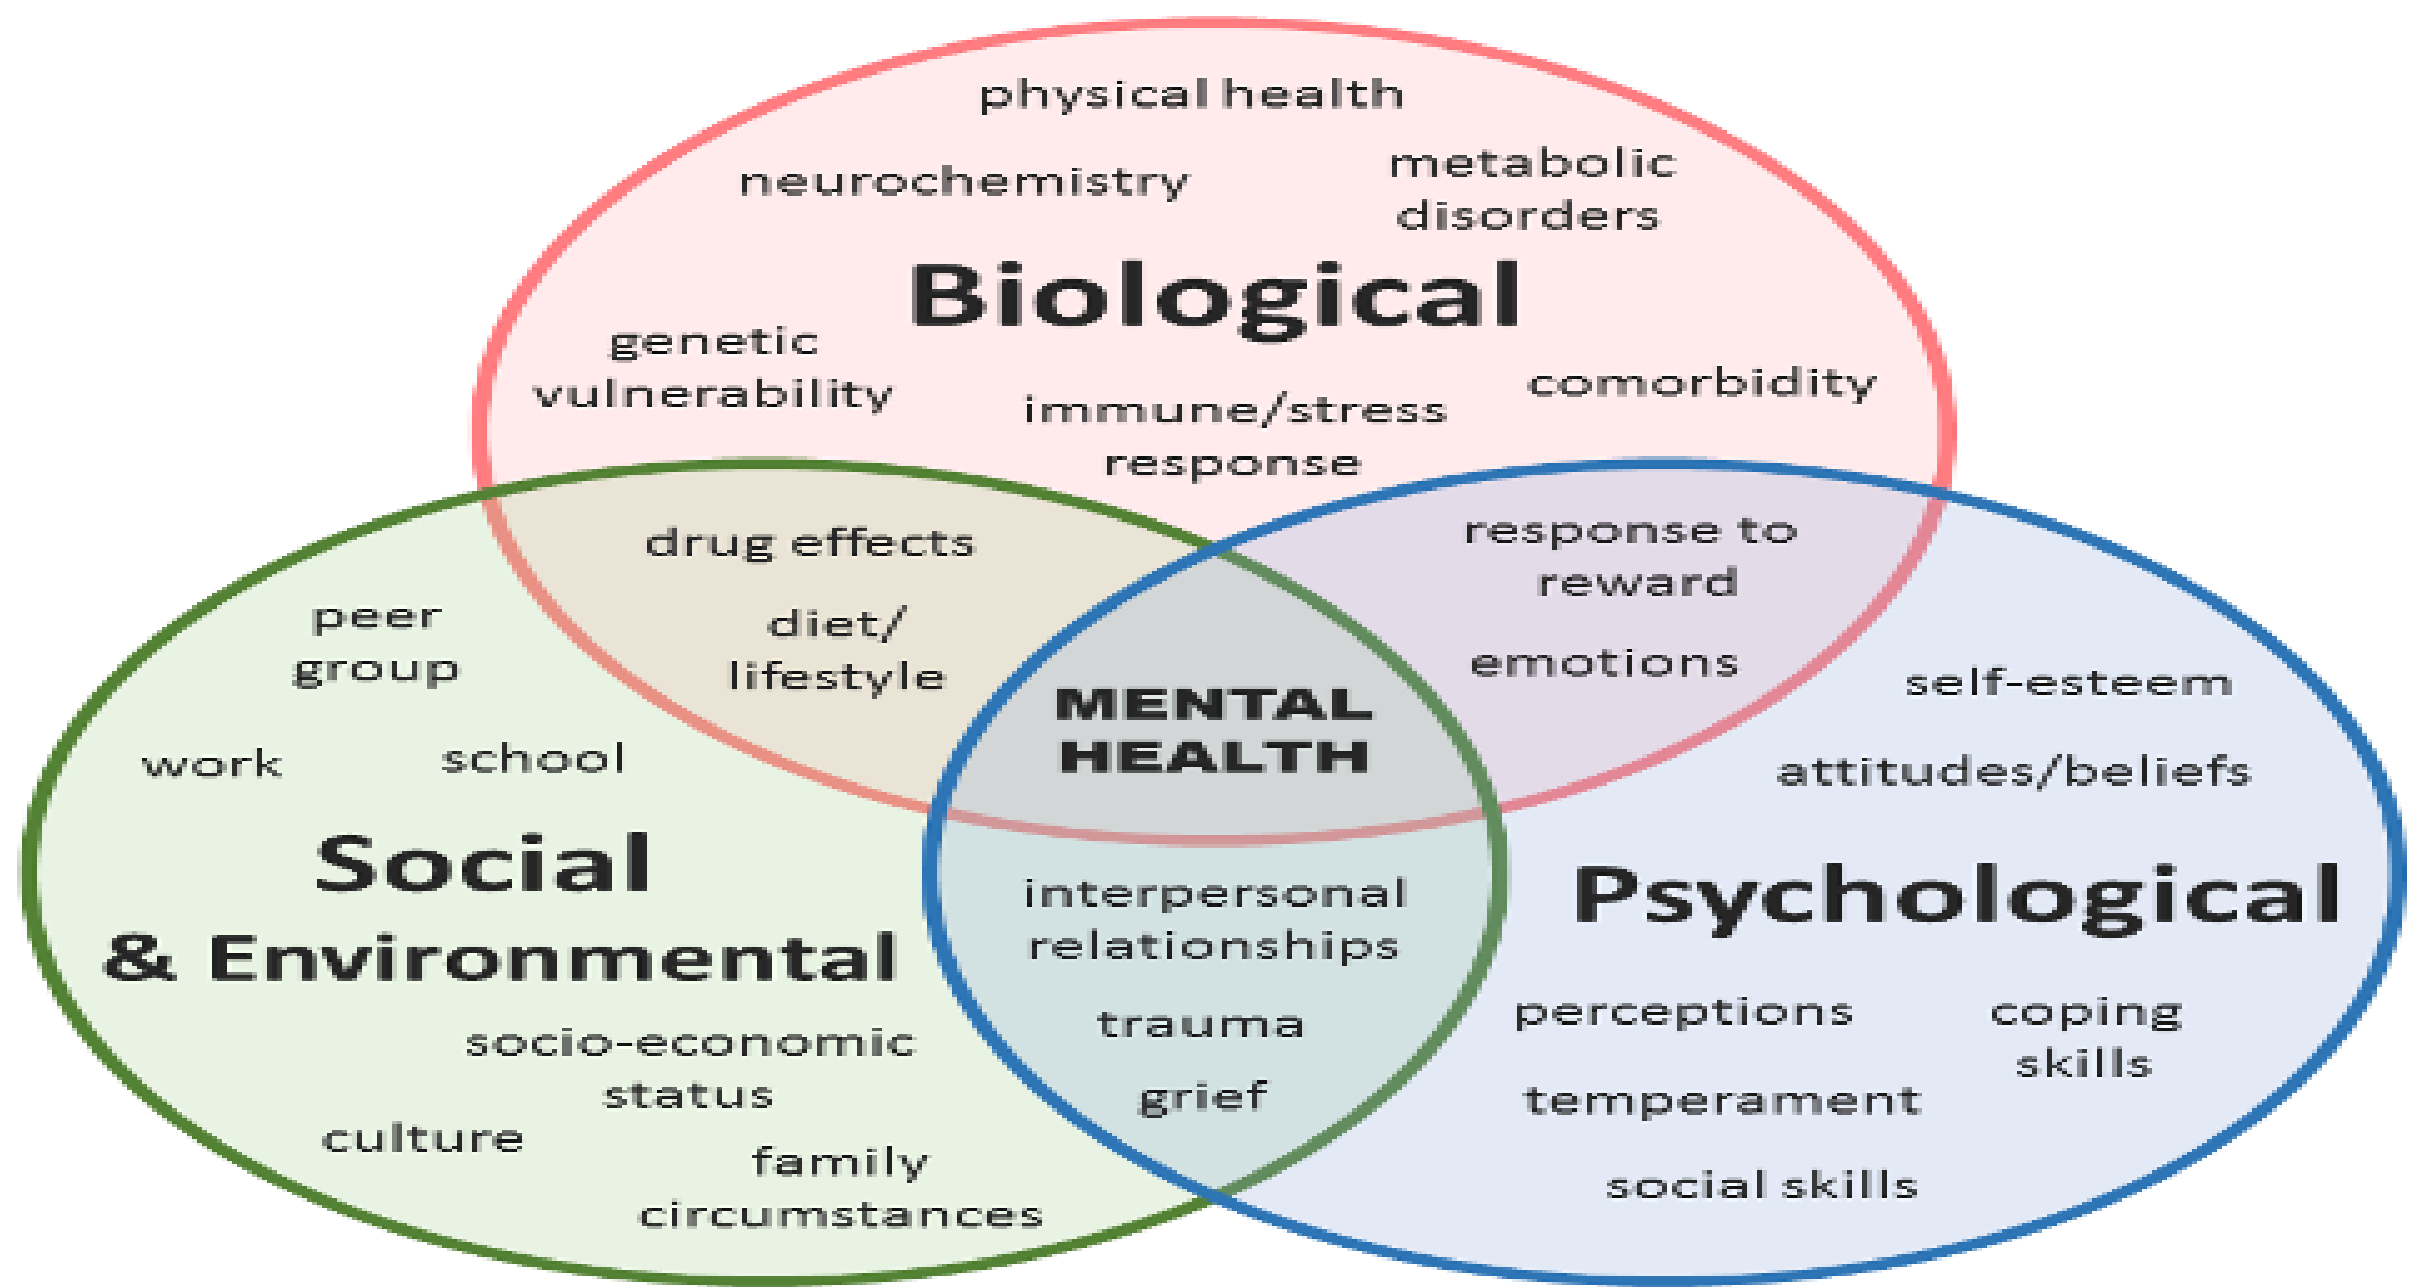 physical health
neurochemistry
metabolic
disorders
Biological
genetic
vulnerability
immune/stress
response
comorbidity
drug effects
diet/
lifestyle
response to
reward
emotions
MENTAL
HEALTH
peer
group
work
school
Social
& Environmental
socio-economic
status
culture
family
circumstances
interpersonal
relationships
trauma
grief
self-esteem
attitudes/beliefs
Psychological
perceptions
coping
skills
temperament
social skills